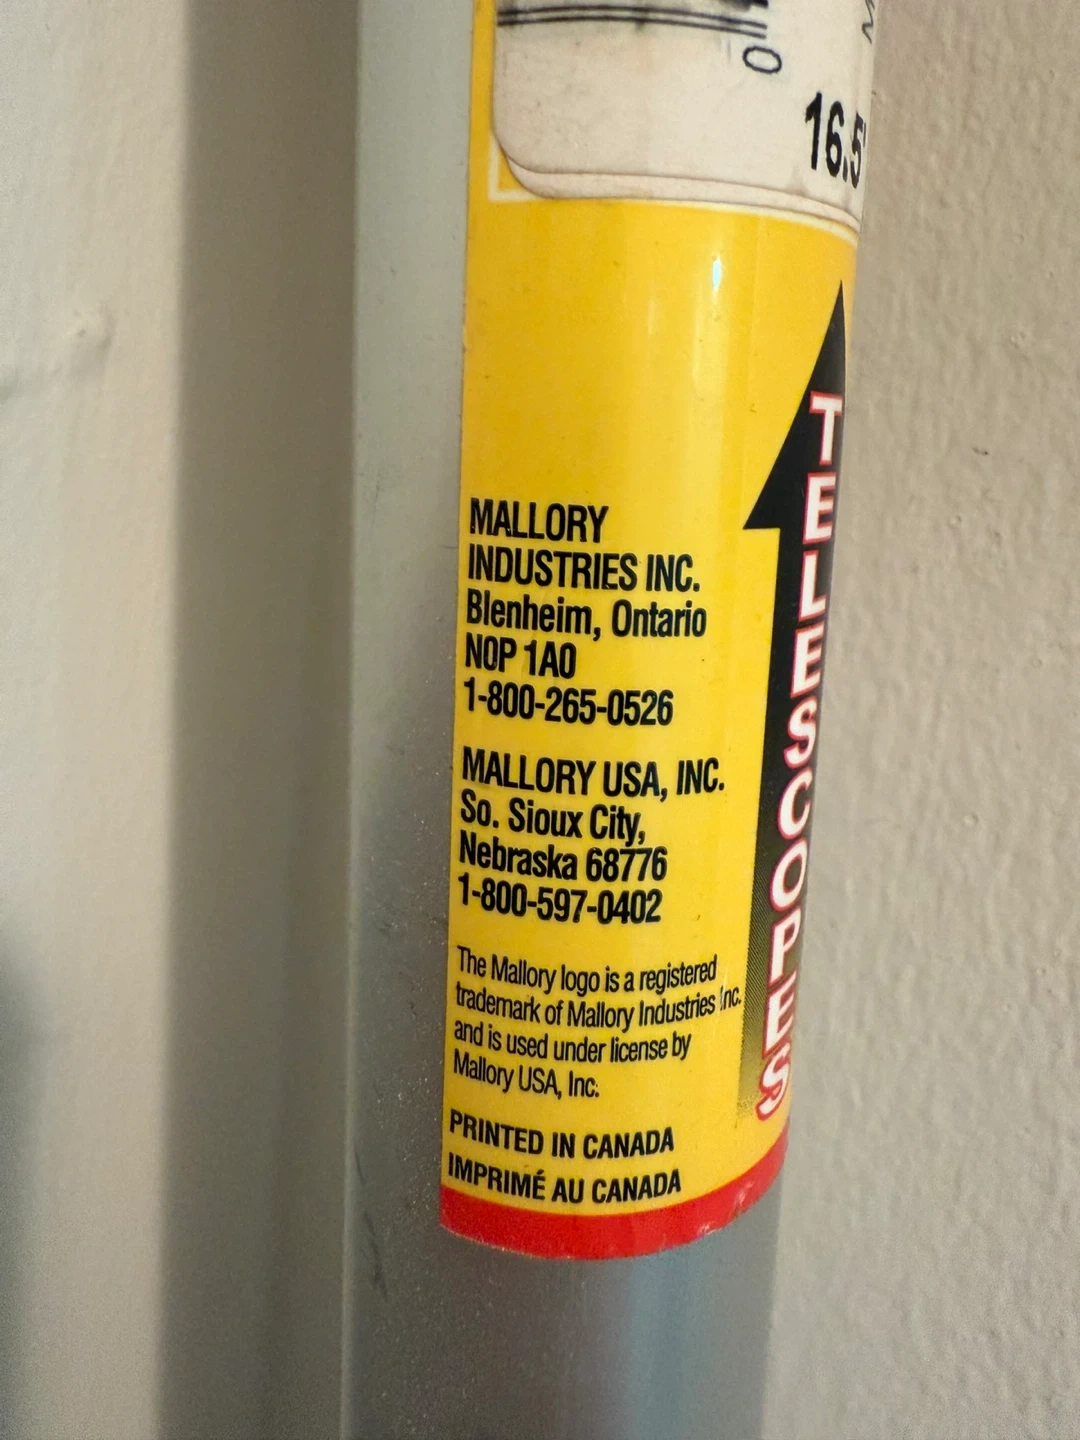 0
16.5'
MALLORY
INDUSTRIES INC.
Blenheim, Ontario
N0P 1A0
1-800-265-0526
MALLORY USA, INC.
So. Sioux City,
Nebraska 68776
1-800-597-0402
The Mallory logo is a registered
trademark of Mallory Industries Inc.
and is used under license by
Mallory USA, Inc.
PRINTED IN CANADA
IMPRIMÉ AU CANADA
TELESCOPES